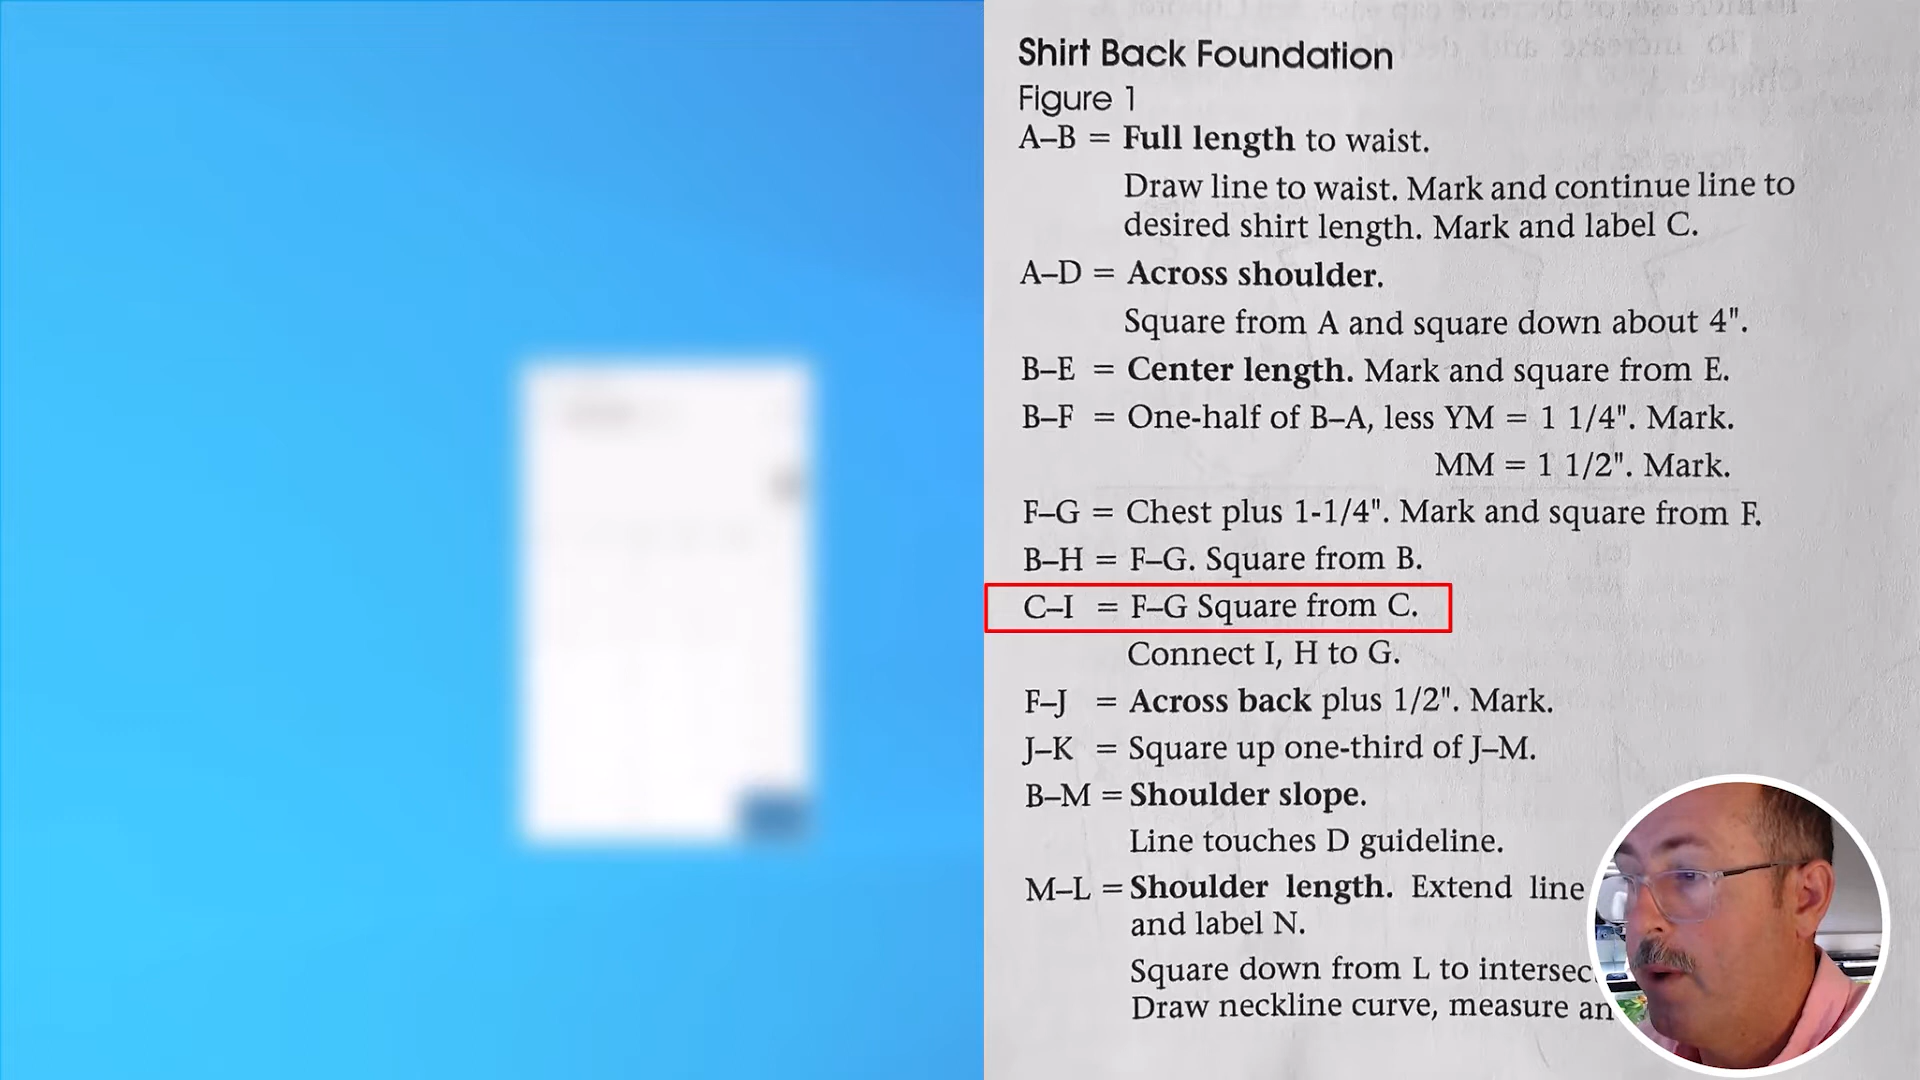 Shirt Back Foundation
Figure 1
A–B = Full length to waist.
Draw line to waist. Mark and continue line to
desired shirt length. Mark and label C.
A–D = Across shoulder.
Square from A and square down about 4".
B–E = Center length. Mark and square from E.
B–F = One-half of B–A, less YM = 1 1/4". Mark.
MM = 1 1/2". Mark.
F–G = Chest plus 1-1/4". Mark and square from F.
B–H = F–G. Square from B.
C–I = F–G Square from C.
Connect I, H to G.
F–J = Across back plus 1/2". Mark.
J–K = Square up one-third of J–M.
B–M = Shoulder slope.
Line touches D guideline.
M–L = Shoulder length. Extend line
and label N.
Square down from L to
Draw neckline curve, measure